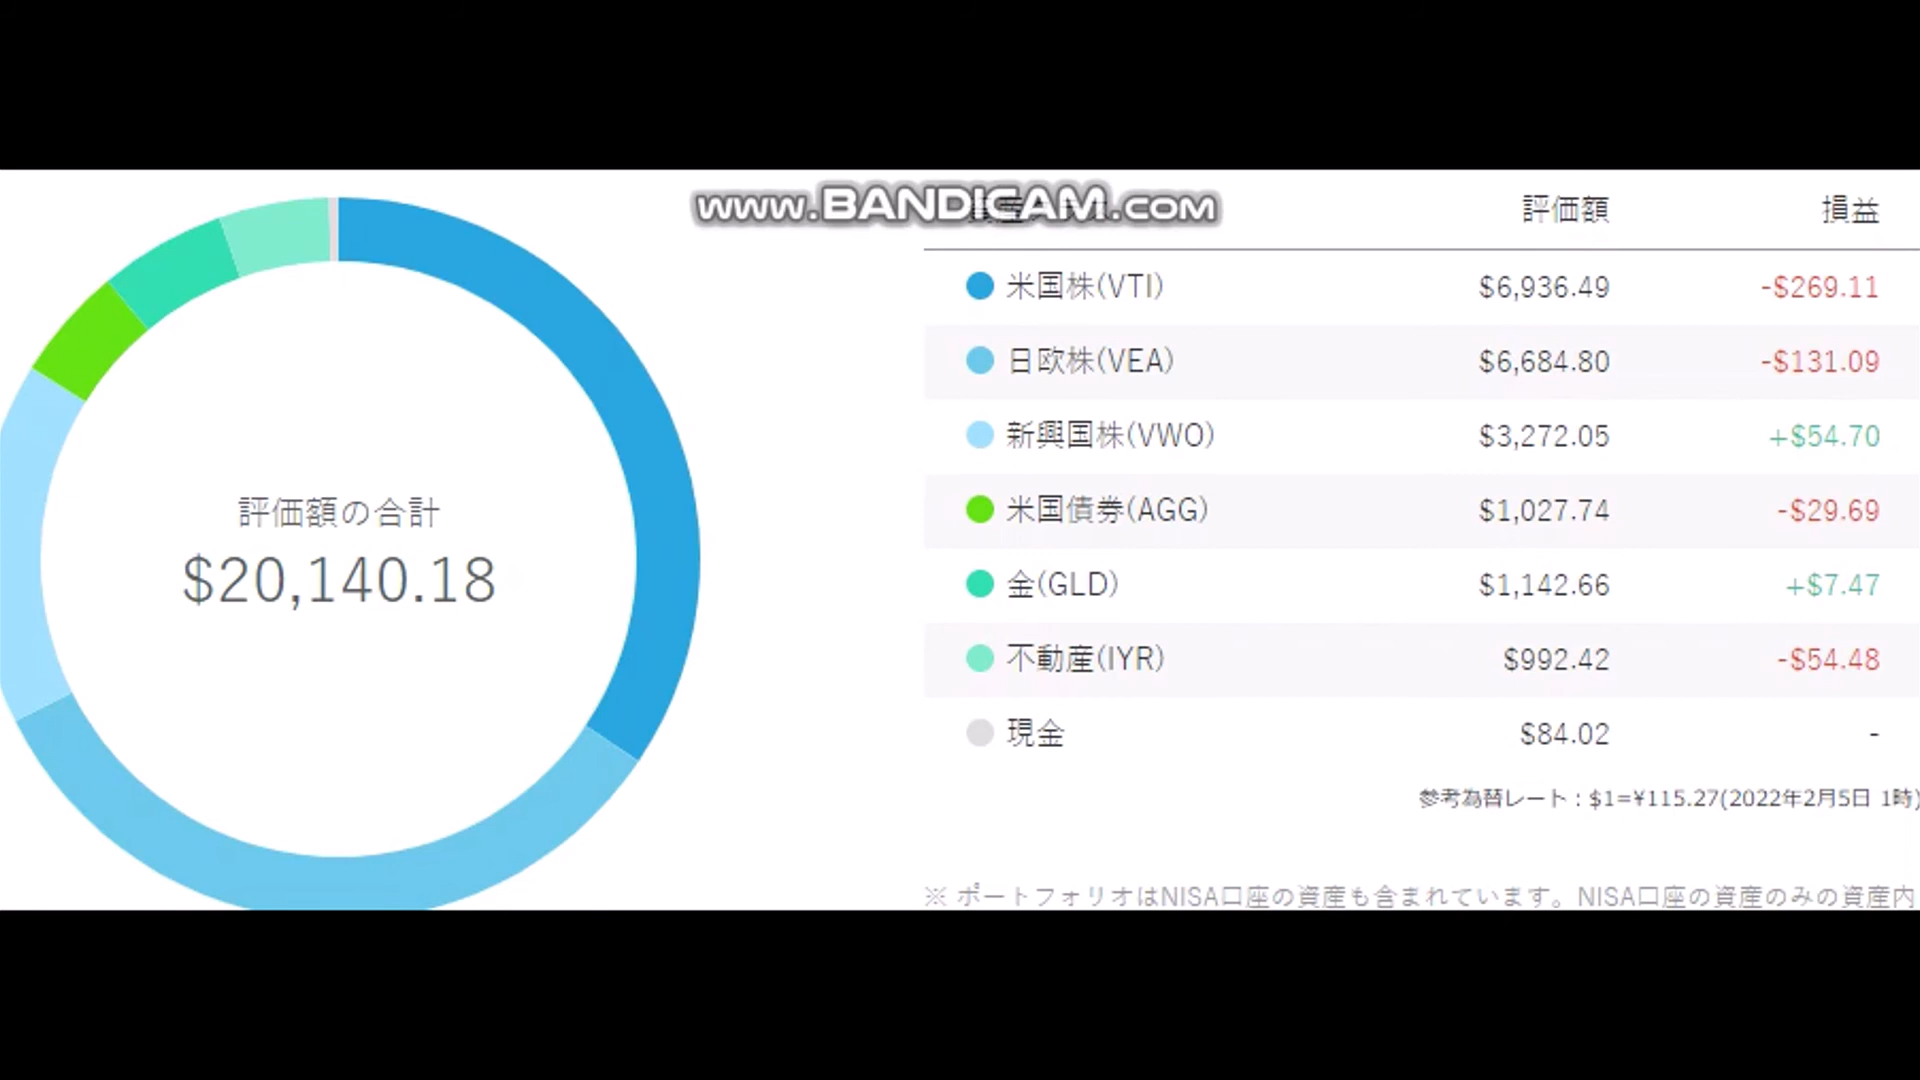 www.BANDICAM.com
評価額 損益
米国株(VTI) $6,936.49 -$269.11
日欧株(VEA) $6,684.80 -$131.09
新興国株(VWO) $3,272.05 +$54.70
米国債券(AGG) $1,027.74 -$29.69
金(GLD) $1,142.66 +$7.47
不動産(IYR) $992.42 -$54.48
現金 $84.02 -
評価額の合計
$20,140.18
参考為替レート:$1=¥115.27(2022年2月5日 1時)
※ ポートフォリオはNISA口座の資産も含まれています。NISA口座の資産のみの資産内